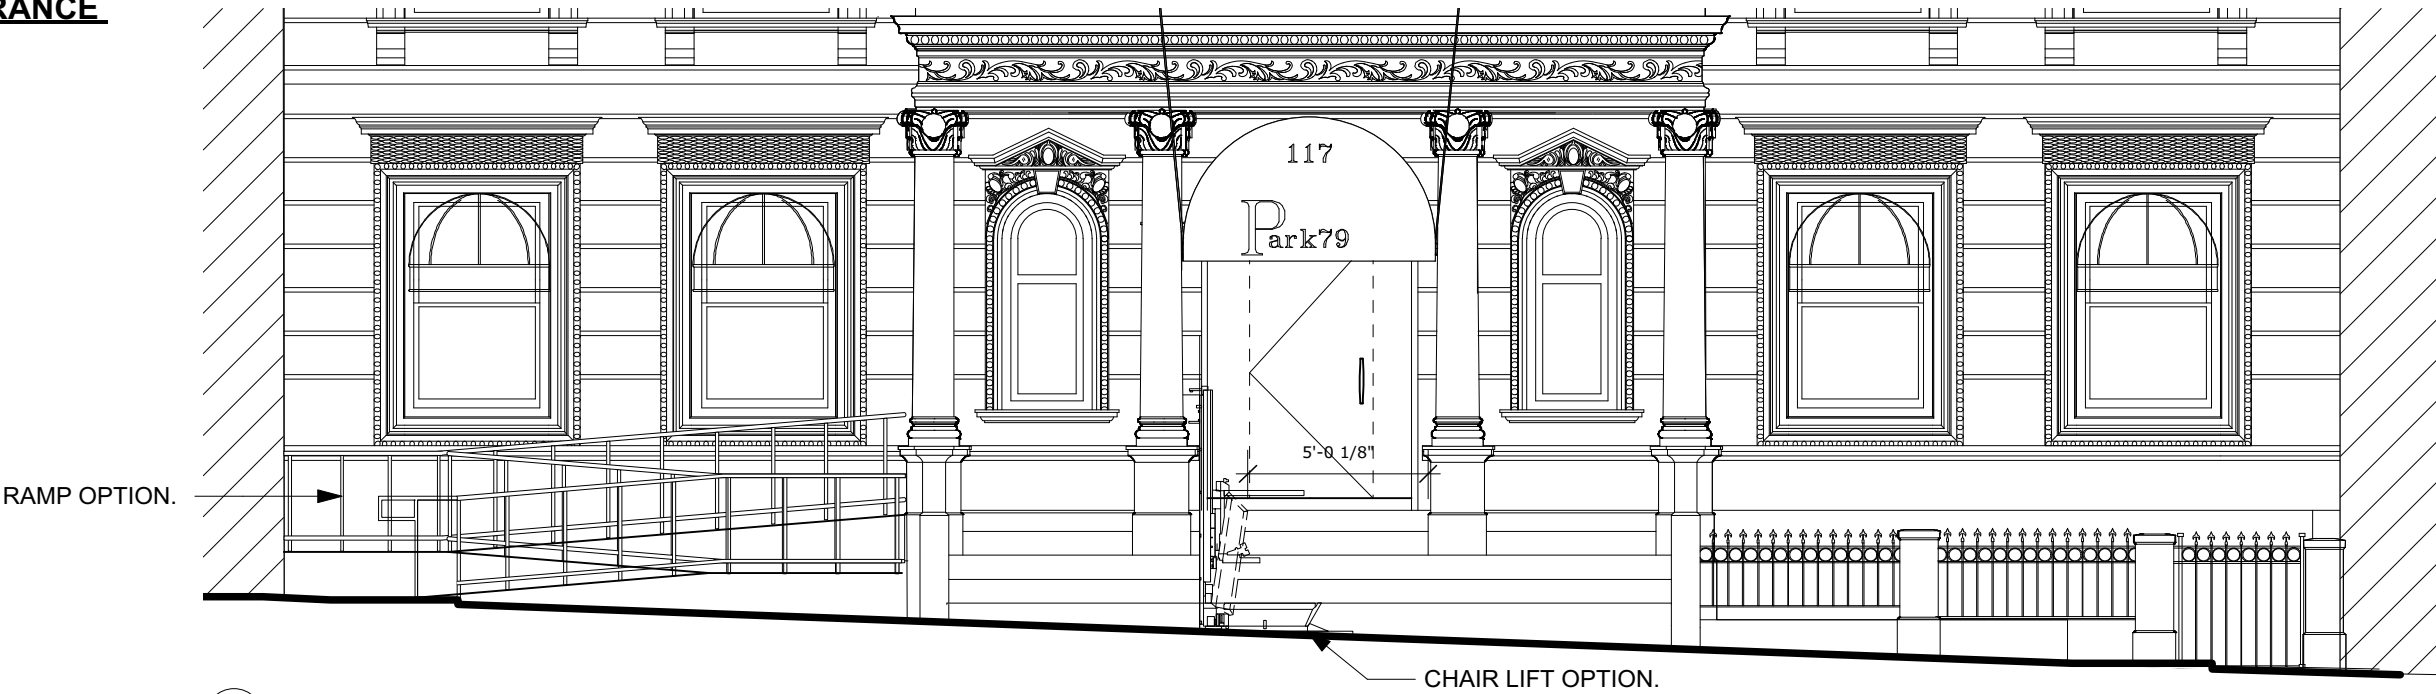 RANCE
117
Park79
5'-0 1/8"
RAMP OPTION.
CHAIR LIFT OPTION.